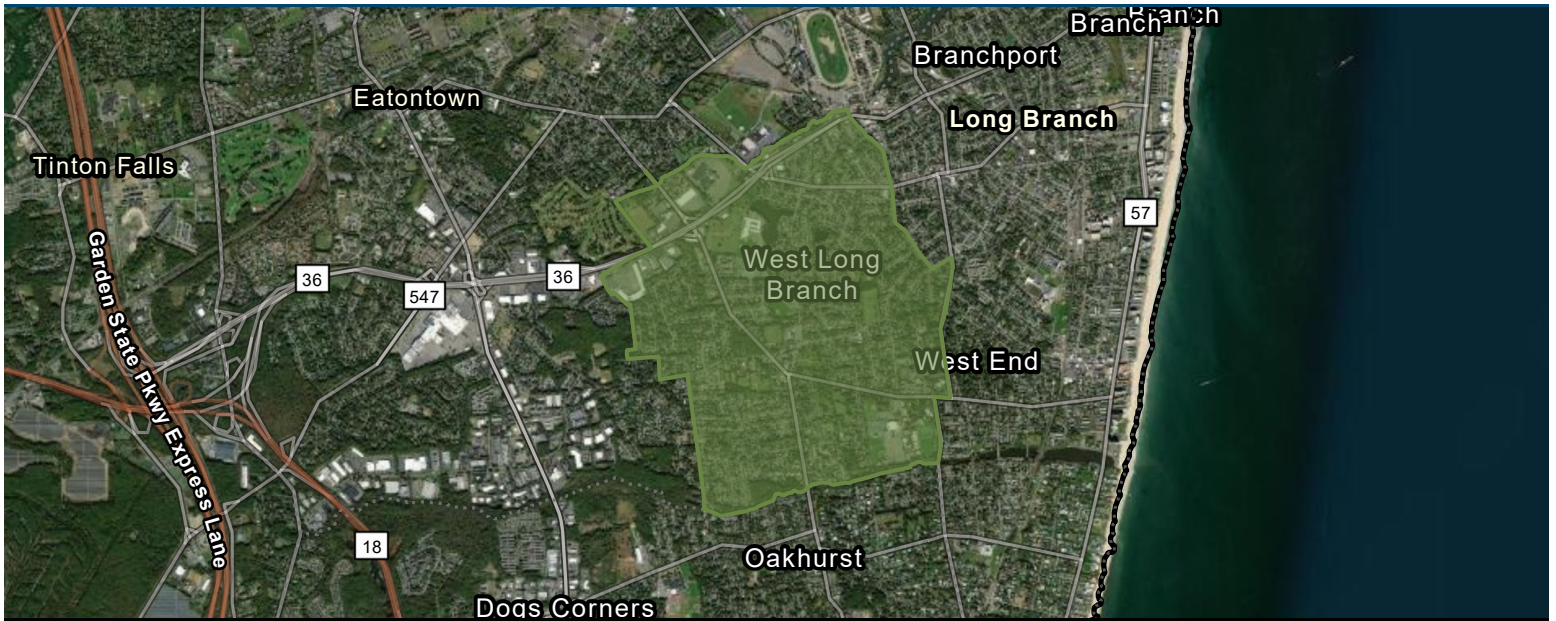 Branch
Branch
Branchport
Eatontown
Long Branch
Tinton Falls
57
Garden State Pkwy Express Lane
36
547
36
West Long
Branch
West End
18
Oakhurst
Dogs Corners